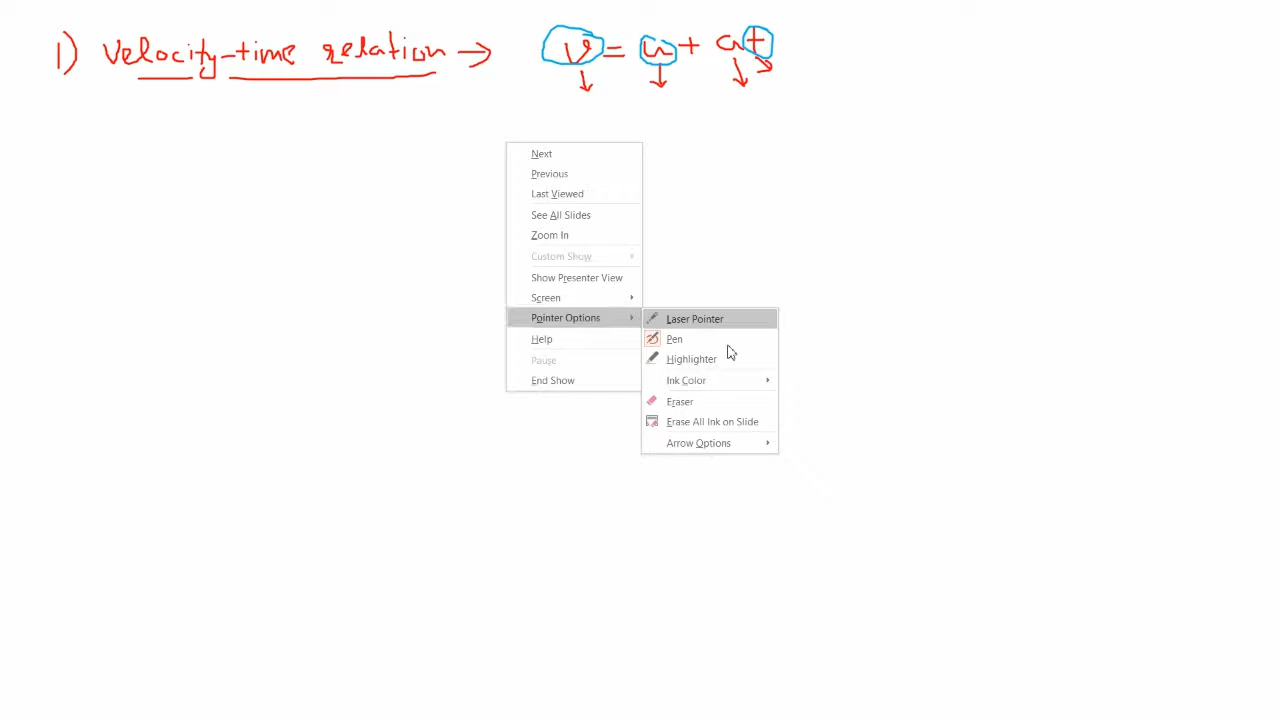 1) Velocity-time relation → v = u + at
Next
Previous
Last Viewed
See All Slides
Zoom In
Custom Show
Show Presenter View
Screen
Pointer Options
Help
Pause
End Show
Laser Pointer
Pen
Highlighter
Ink Color
Eraser
Erase All Ink on Slide
Arrow Options